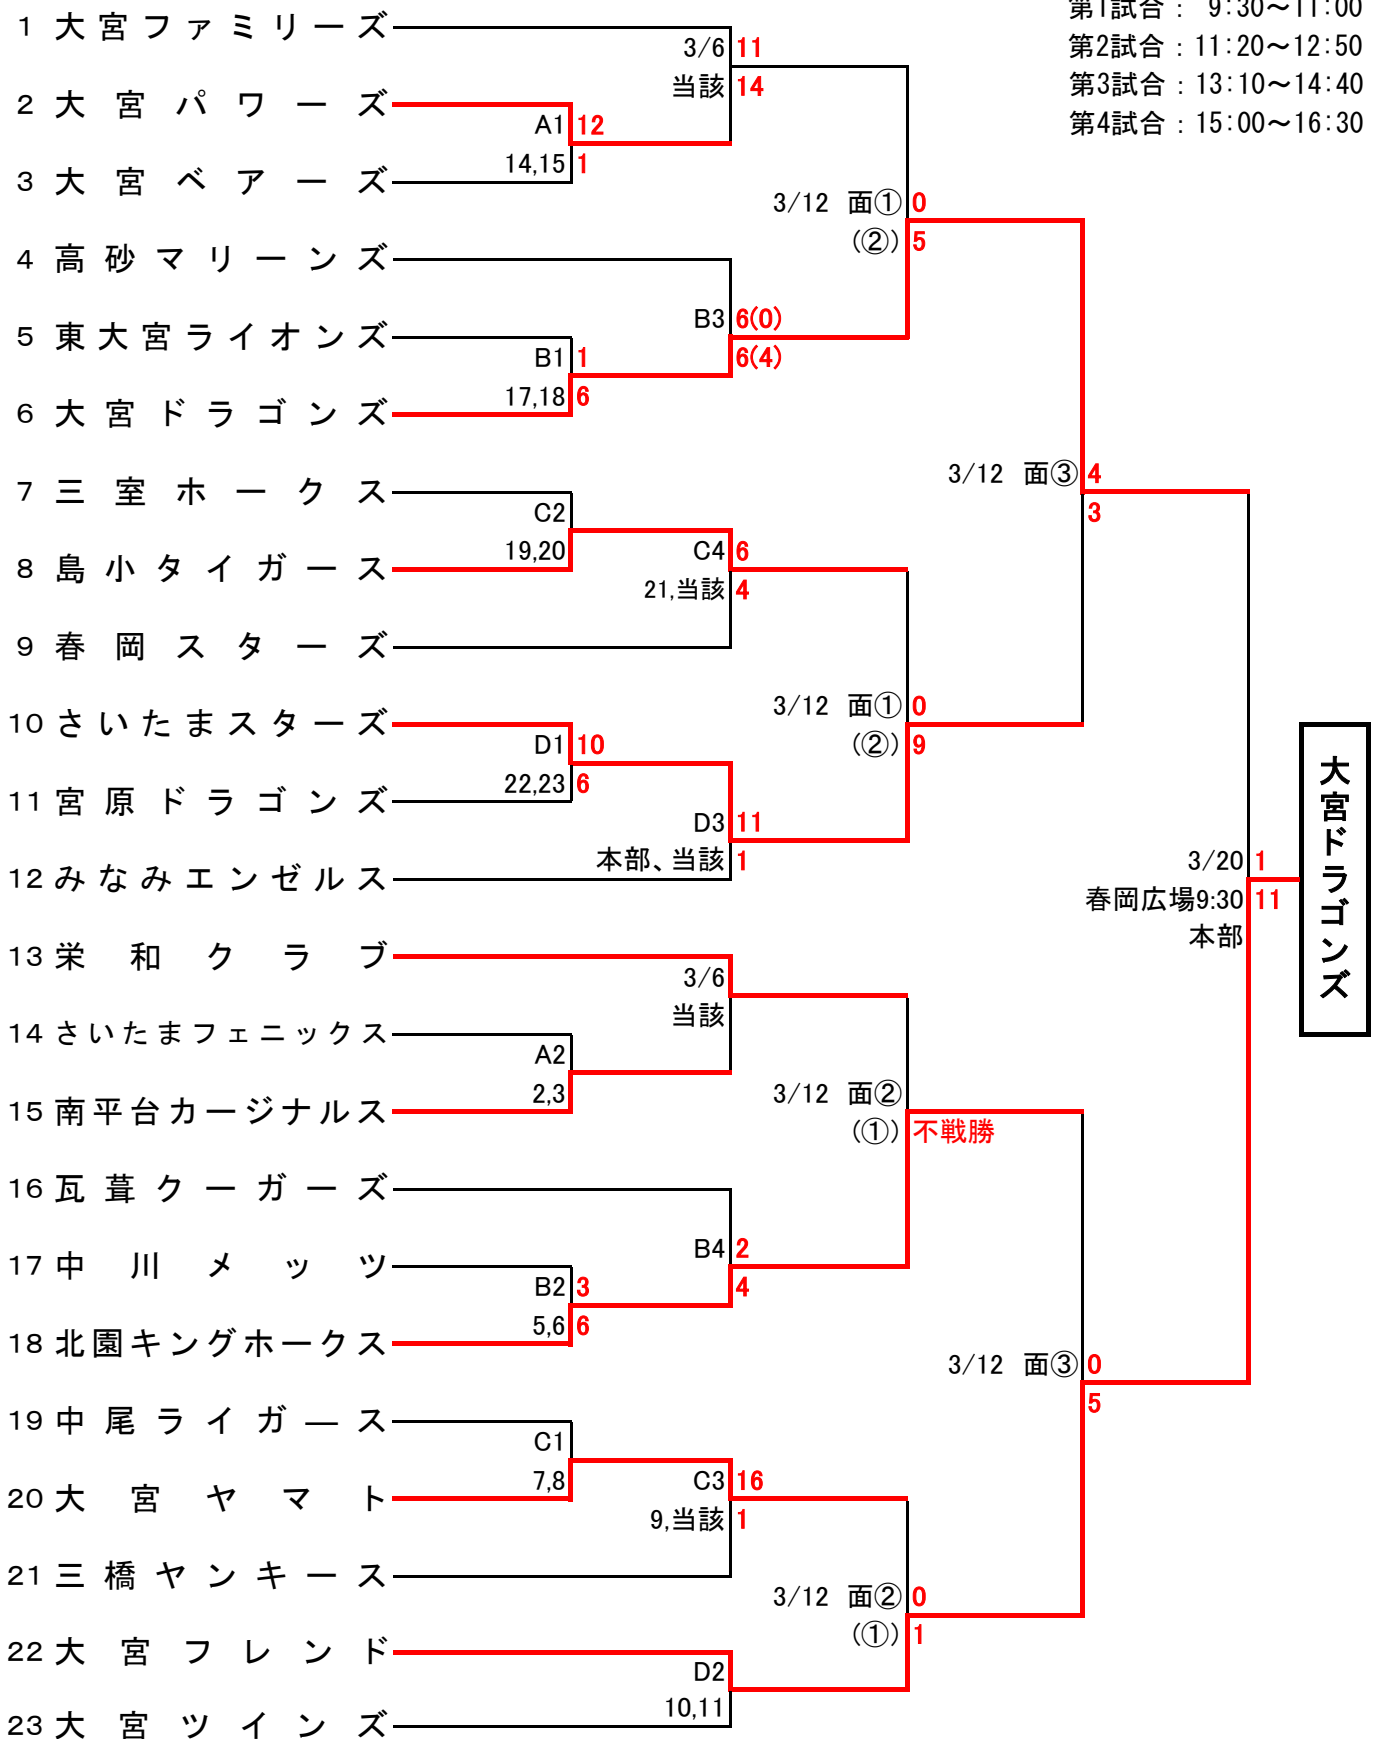 第1試合： 9:30～11:00
第2試合：11:20～12:50
第3試合：13:10～14:40
第4試合：15:00～16:30
1 大宮ファミリーズ
3/6 11
当該 14
2 大宮パワーズ
A1 12
14,15 1
3 大宮ベアーズ
3/12 面① 0
(②) 5
4 高砂マリーンズ
B3 6(0)
6(4)
5 東大宮ライオンズ
B1 1
17,18 6
6 大宮ドラゴンズ
3/12 面③ 4
3
7 三室ホークス
C2
19,20
8 島小タイガース
C4 6
21,当該 4
9 春岡スターズ
3/12 面① 0
(②) 9
10 さいたまスターズ
D1 10
22,23 6
11 宮原ドラゴンズ
D3 11
本部、当該 1
12 みなみエンゼルス
3/20 1
春岡広場9:30 11
本部
大宮ドラゴンズ
13 栄和クラブ
3/6
当該
14 さいたまフェニックス
A2
2,3
15 南平台カージナルス
3/12 面②
(①) 不戦勝
16 瓦葺クーガーズ
B4 2
4
17 中川メッツ
B2 3
5,6 6
18 北園キングホークス
3/12 面③ 0
5
19 中尾ライガ―ス
C1
7,8
20 大宮ヤマト
C3 16
9,当該 1
21 三橋ヤンキース
3/12 面② 0
(①) 1
22 大宮フレンド
D2
10,11
23 大宮ツインズ